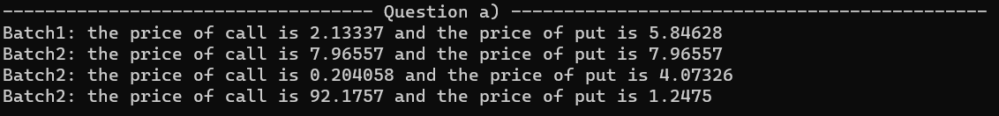 ----------------------------------- Question a) ---------------------------------------------
Batch1: the price of call is 2.13337 and the price of put is 5.84628
Batch2: the price of call is 7.96557 and the price of put is 7.96557
Batch2: the price of call is 0.204058 and the price of put is 4.07326
Batch2: the price of call is 92.1757 and the price of put is 1.2475